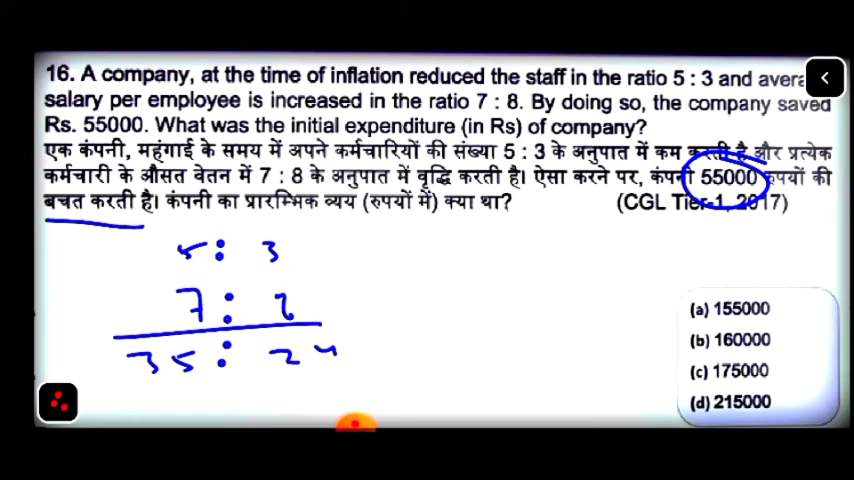 16. A company, at the time of inflation reduced the staff in the ratio 5 : 3 and avera
salary per employee is increased in the ratio 7 : 8. By doing so, the company saved
Rs. 55000. What was the initial expenditure (in Rs) of company?
एक कंपनी, महंगाई के समय में अपने कर्मचारियों की संख्या 5 : 3 के अनुपात में कम करती है और प्रत्येक
कर्मचारी के औसत वेतन में 7 : 8 के अनुपात में वृद्धि करती है। ऐसा करने पर, कंपनी 55000 रुपयों की
बचत करती है। कंपनी का प्रारम्भिक व्यय (रुपयों में) क्या था? (CGL Tier-1, 2017)
5 : 3
7 : 8
35 : 24
(a) 155000
(b) 160000
(c) 175000
(d) 215000